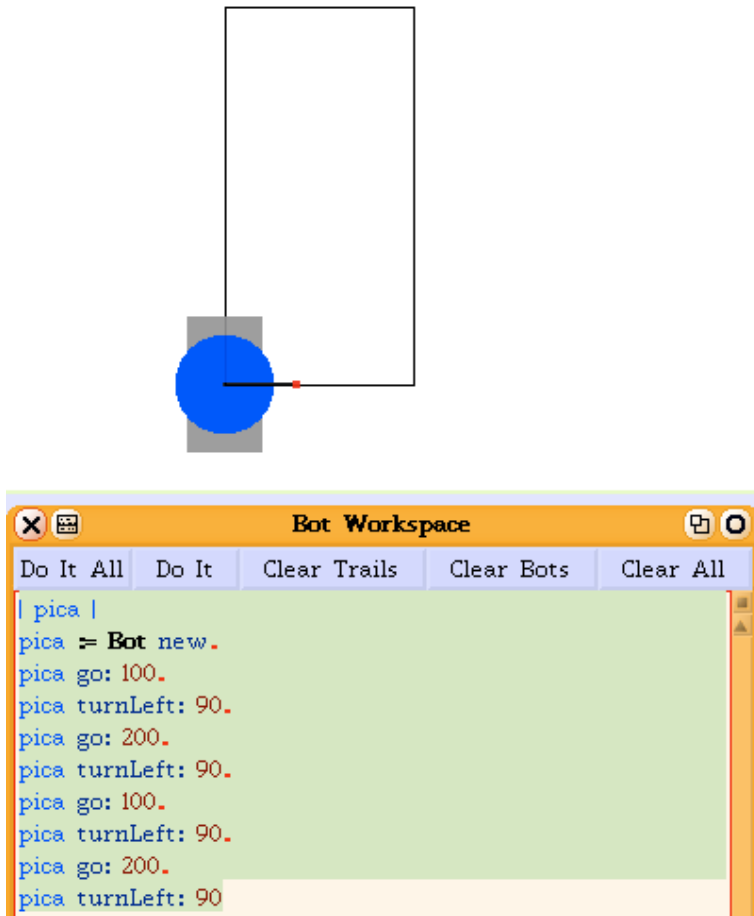 Bot Workspace
Do It All Do It Clear Trails Clear Bots Clear All
| pica |
pica := Bot new.
pica go: 100.
pica turnLeft: 90.
pica go: 200.
pica turnLeft: 90.
pica go: 100.
pica turnLeft: 90.
pica go: 200.
pica turnLeft: 90